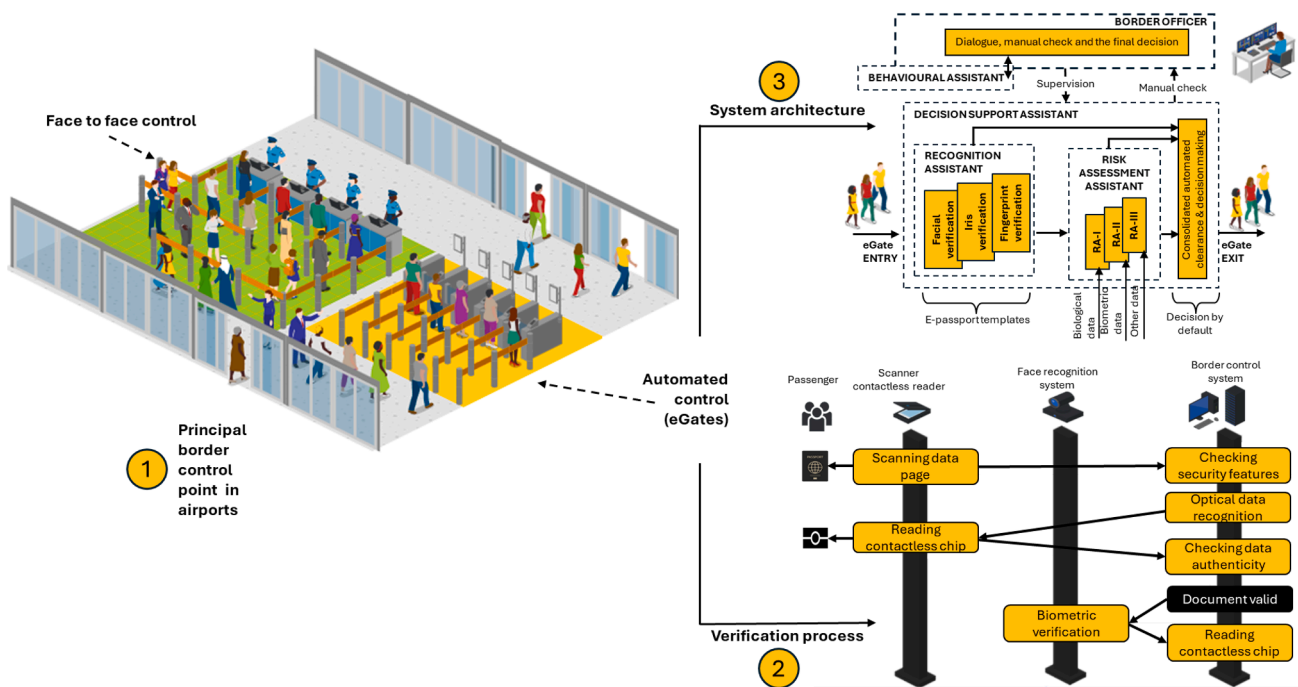 Face to face control
Automated
control
(eGates)
1
Principal
border
control
point in
airports
3
System architecture
BORDER OFFICER
Dialogue, manual check and the final decision
BEHAVIOURAL ASSISTANT
Supervision
Manual check
DECISION SUPPORT ASSISTANT
RECOGNITION
ASSISTANT
Facial
verification
Iris
verification
Fingerprint
verification
RISK
ASSESSMENT
ASSISTANT
RA-I
RA-II
RA-III
Consolidated automated
clearance & decision making
eGate
ENTRY
eGate
EXIT
E-passport templates
Biological
data
Biometric
data
Other data
Decision by
default
Passenger
Scanner
contactless reader
Face recognition
system
Border control
system
PASSPORT
Scanning data
page
Checking
security features
Optical data
recognition
Reading
contactless chip
Checking data
authenticity
Document valid
Biometric
verification
Reading
contactless chip
Verification process
2